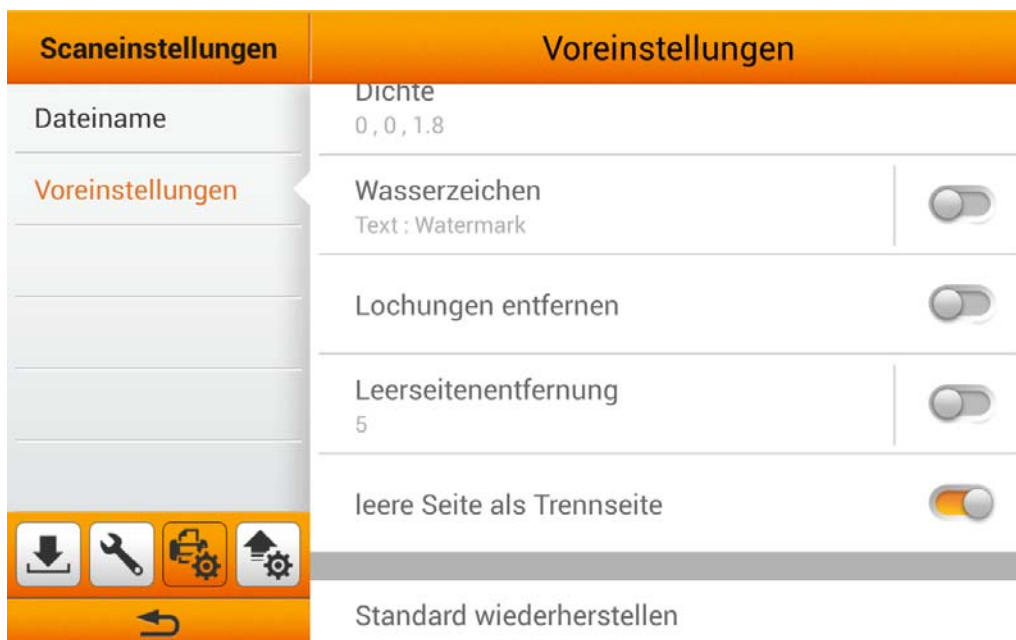 Scaneinstellungen
Voreinstellungen
Dateiname
Voreinstellungen
Dichte
0 , 0 , 1.8
Wasserzeichen
Text : Watermark
Lochungen entfernen
Leerseitenentfernung
5
leere Seite als Trennseite
Standard wiederherstellen